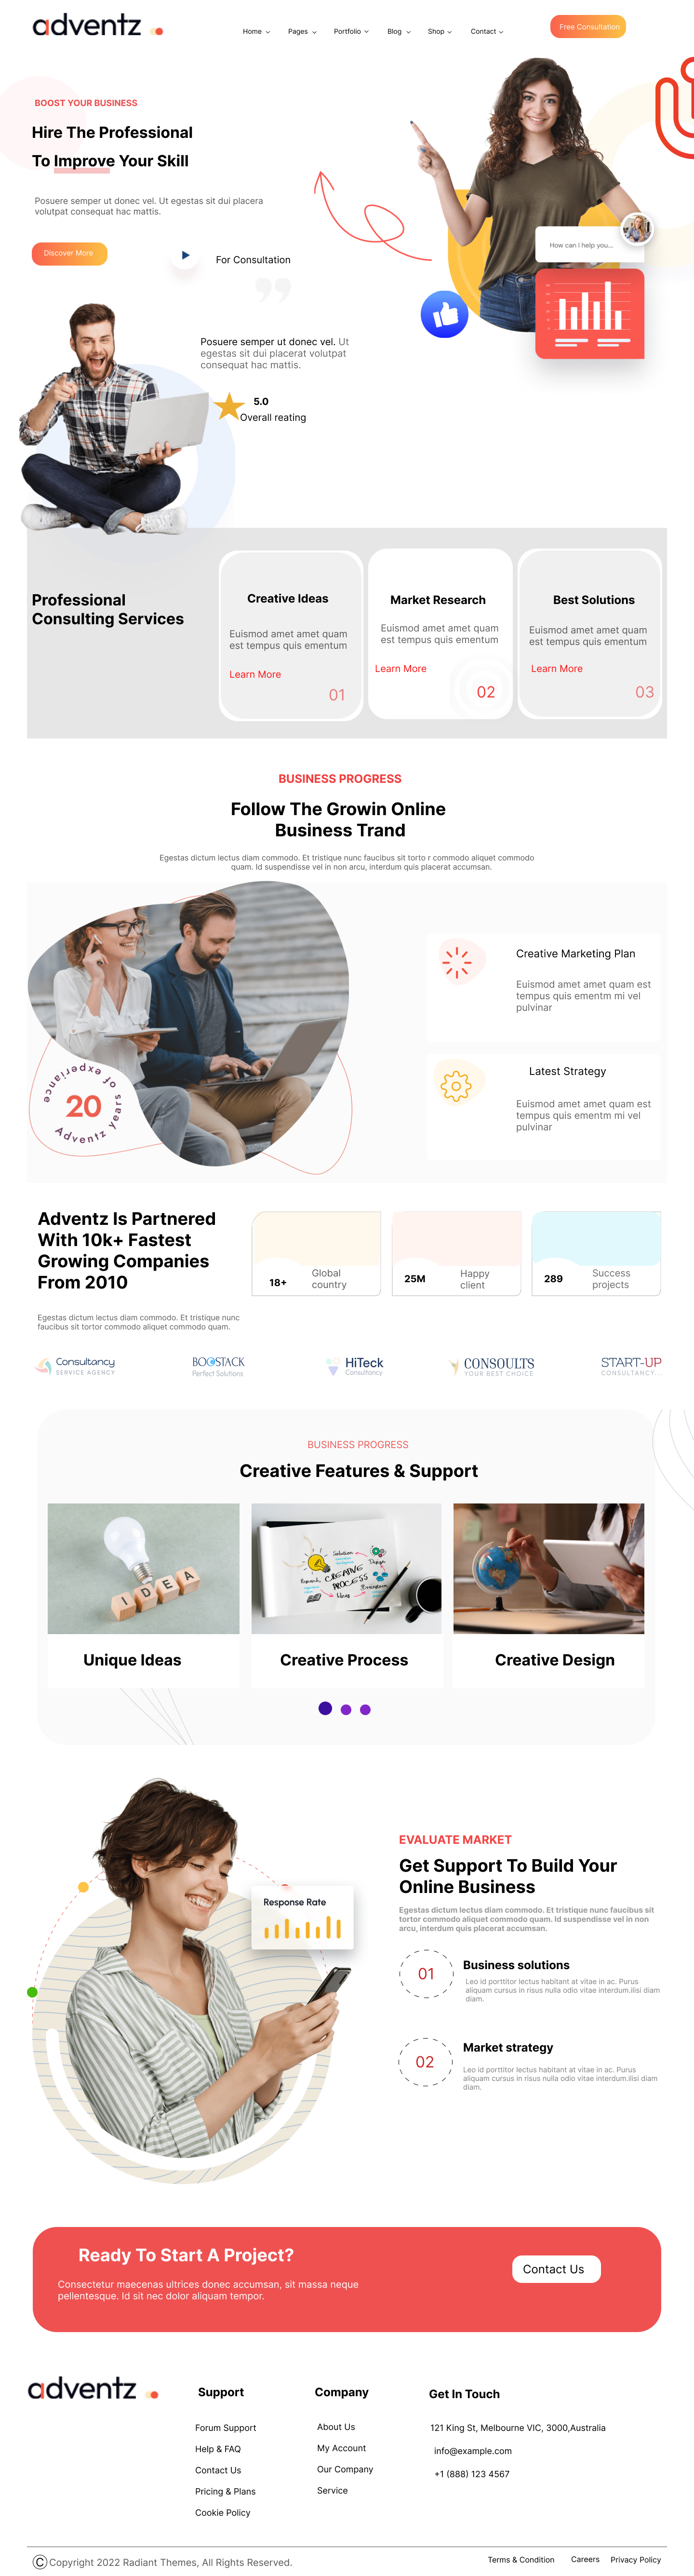 adventz
Home Pages Portfolio Blog Shop Contact
Free Consultation
BOOST YOUR BUSINESS
Hire The Professional
To Improve Your Skill
Posuere semper ut donec vel. Ut egestas sit dui placera
volutpat consequat hac mattis.
Discover More
For Consultation
How can I help you...
Posuere semper ut donec vel. Ut
egestas sit dui placerat volutpat
consequat hac mattis.
5.0
Overall reating
Professional
Consulting Services
Creative Ideas
Euismod amet amet quam
est tempus quis ementum
Learn More
01
Market Research
Euismod amet amet quam
est tempus quis ementum
Learn More
02
Best Solutions
Euismod amet amet quam
est tempus quis ementum
Learn More
03
BUSINESS PROGRESS
Follow The Growin Online
Business Trand
Egestas dictum lectus diam commodo. Et tristique nunc faucibus sit torto r commodo aliquet commodo
quam. Id suspendisse vel in non arcu, interdum quis placerat accumsan.
20
Adventz years of experiance
Creative Marketing Plan
Euismod amet amet quam est
tempus quis ementm mi vel
pulvinar
Latest Strategy
Euismod amet amet quam est
tempus quis ementm mi vel
pulvinar
Adventz Is Partnered
With 10k+ Fastest
Growing Companies
From 2010
Egestas dictum lectus diam commodo. Et tristique nunc
faucibus sit tortor commodo aliquet commodo quam.
18+
Global
country
25M
Happy
client
289
Success
projects
Consultancy
SERVICE AGENCY
BOOSTACK
Perfect Solutions
HiTeck
Consultancy
CONSOULTS
YOUR BEST CHOICE
START-UP
CONSULTANCY..
BUSINESS PROGRESS
Creative Features & Support
IDEA
Solution
Design
Research
CREATIVE
PROCESS
Brainstorm
Ideas
Unique Ideas
Creative Process
Creative Design
Response Rate
EVALUATE MARKET
Get Support To Build Your
Online Business
Egestas dictum lectus diam commodo. Et tristique nunc faucibus sit
tortor commodo aliquet commodo quam. Id suspendisse vel in non
arcu, interdum quis placerat accumsan.
01
Business solutions
Leo id porttitor lectus habitant at vitae in ac. Purus
aliquam cursus in risus nulla odio vitae interdum.ilisi diam
diam.
02
Market strategy
Leo id porttitor lectus habitant at vitae in ac. Purus
aliquam cursus in risus nulla odio vitae interdum.ilisi diam
diam.
Ready To Start A Project?
Consectetur maecenas ultrices donec accumsan, sit massa neque
pellentesque. Id sit nec dolor aliquam tempor.
Contact Us
adventz
Support
Forum Support
Help & FAQ
Contact Us
Pricing & Plans
Cookie Policy
Company
About Us
My Account
Our Company
Service
Get In Touch
121 King St, Melbourne VIC, 3000,Australia
info@example.com
+1 (888) 123 4567
© Copyright 2022 Radiant Themes, All Rights Reserved.
Terms & Condition Careers Privacy Policy